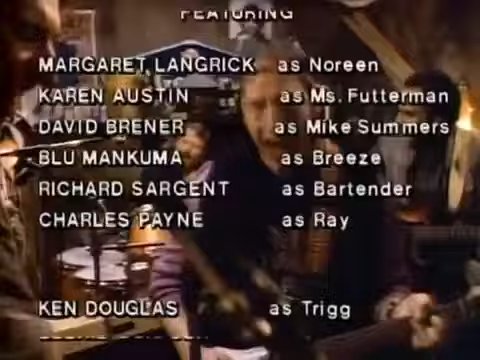 FEATURING
MARGARET LANGRICK as Noreen
KAREN AUSTIN as Ms. Futterman
DAVID BRENER as Mike Summers
BLU MANKUMA as Breeze
RICHARD SARGENT as Bartender
CHARLES PAYNE as Ray
KEN DOUGLAS as Trigg